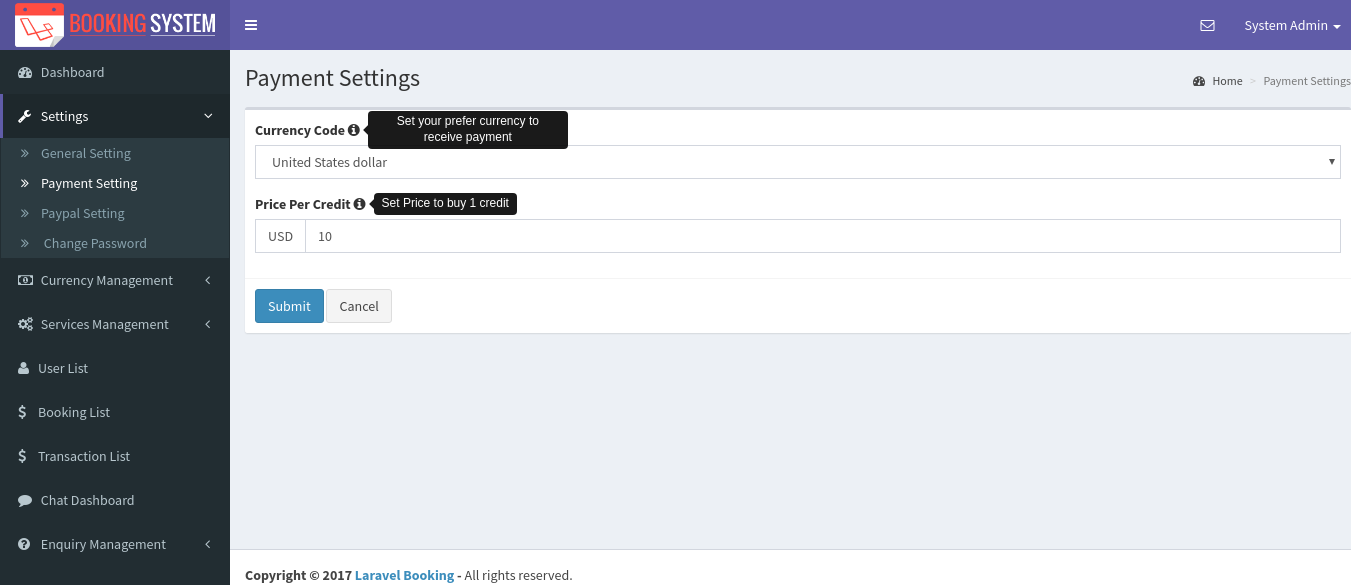 BOOKING SYSTEM
System Admin
Dashboard
Settings
General Setting
Payment Setting
Paypal Setting
Change Password
Currency Management
Services Management
User List
Booking List
Transaction List
Chat Dashboard
Enquiry Management
Payment Settings
Home > Payment Settings
Currency Code
Set your prefer currency to
receive payment
United States dollar
Price Per Credit
Set Price to buy 1 credit
USD 10
Submit Cancel
Copyright © 2017 Laravel Booking - All rights reserved.